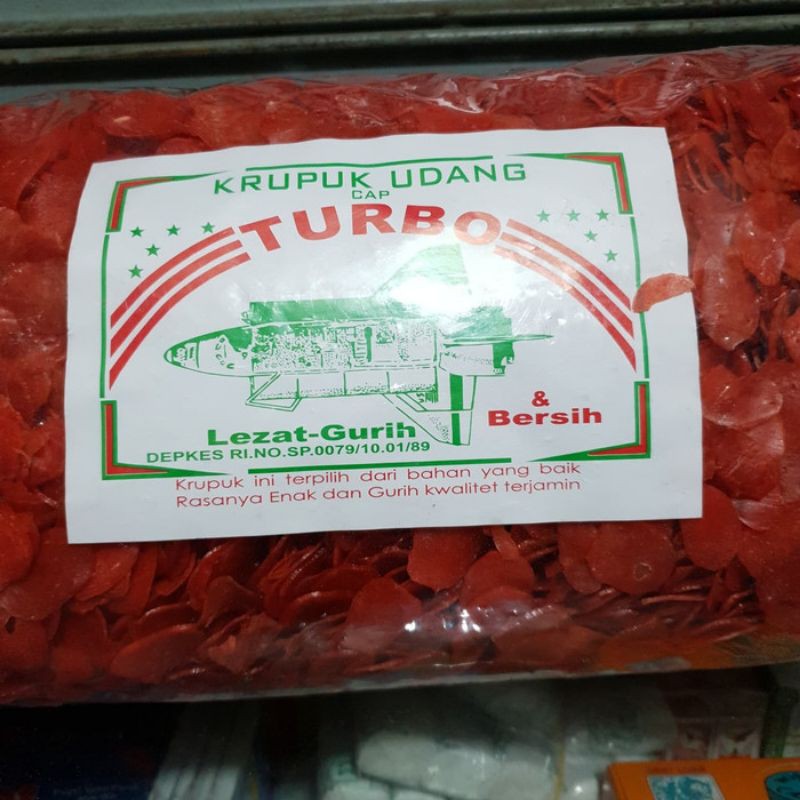 KRUPUK UDANG
CAP
TURBO
Lezat-Gurih
& Bersih
DEPKES RI.NO.SP.0079/10.01/89
Krupuk ini terpilih dari bahan yang baik
Rasanya Enak dan Gurih kwalitet terjamin